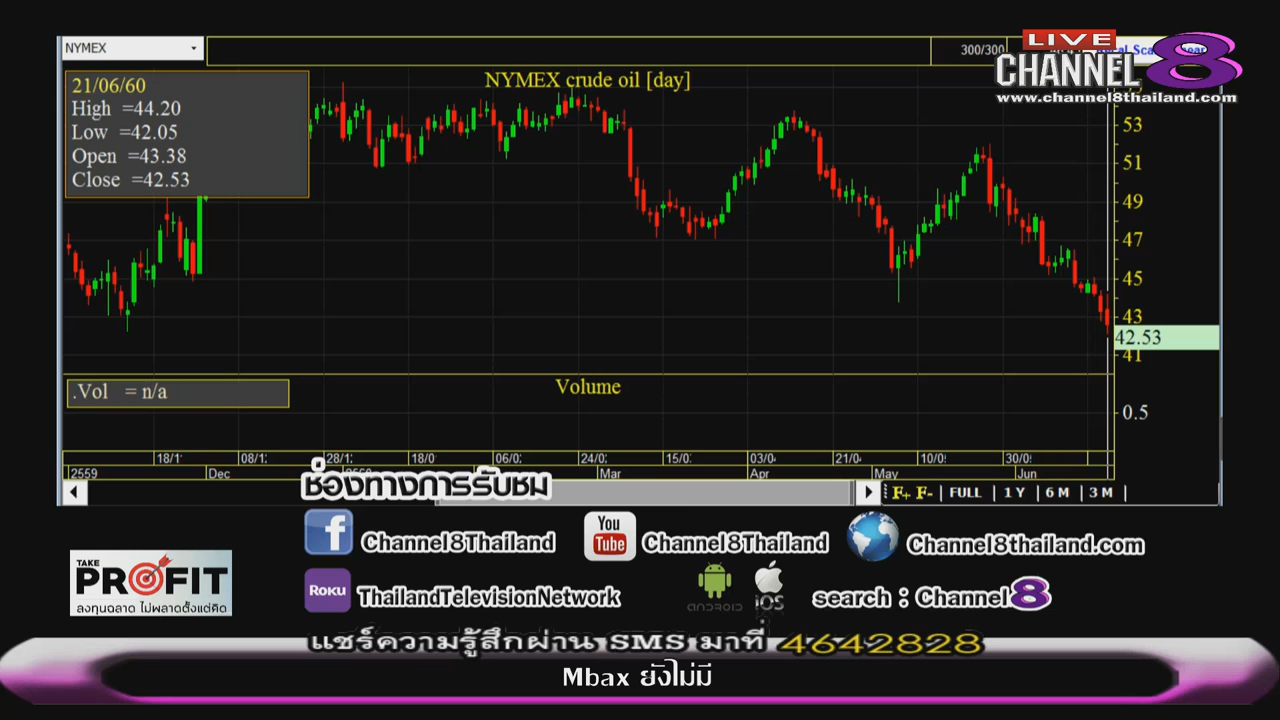 NYMEX
300/300
LIVE
CHANNEL 8
www.channel8thailand.com
NYMEX crude oil [day]
21/06/60
High =44.20
Low =42.05
Open =43.38
Close =42.53
53
51
49
47
45
43
42.53
41
.Vol = n/a
Volume
0.5
18/1 08/1 28/1 18/0 06/0 24/0 15/0 03/0 21/0 10/0 30/0
2559 Dec Mar Apr May Jun
F+ F- FULL 1 Y 6 M 3 M
ช่องทางการรับชม
Channel8Thailand
You Tube Channel8Thailand
Channel8thailand.com
TAKE PROFIT
ลงทุนฉลาด ไม่พลาดตั้งแต่คิด
ROKU ThailandTelevisionNetwork
iOS
search : Channel 8
แชร์ความรู้สึกผ่าน SMS มาที่ 4642828
Mbax ยังไม่มี